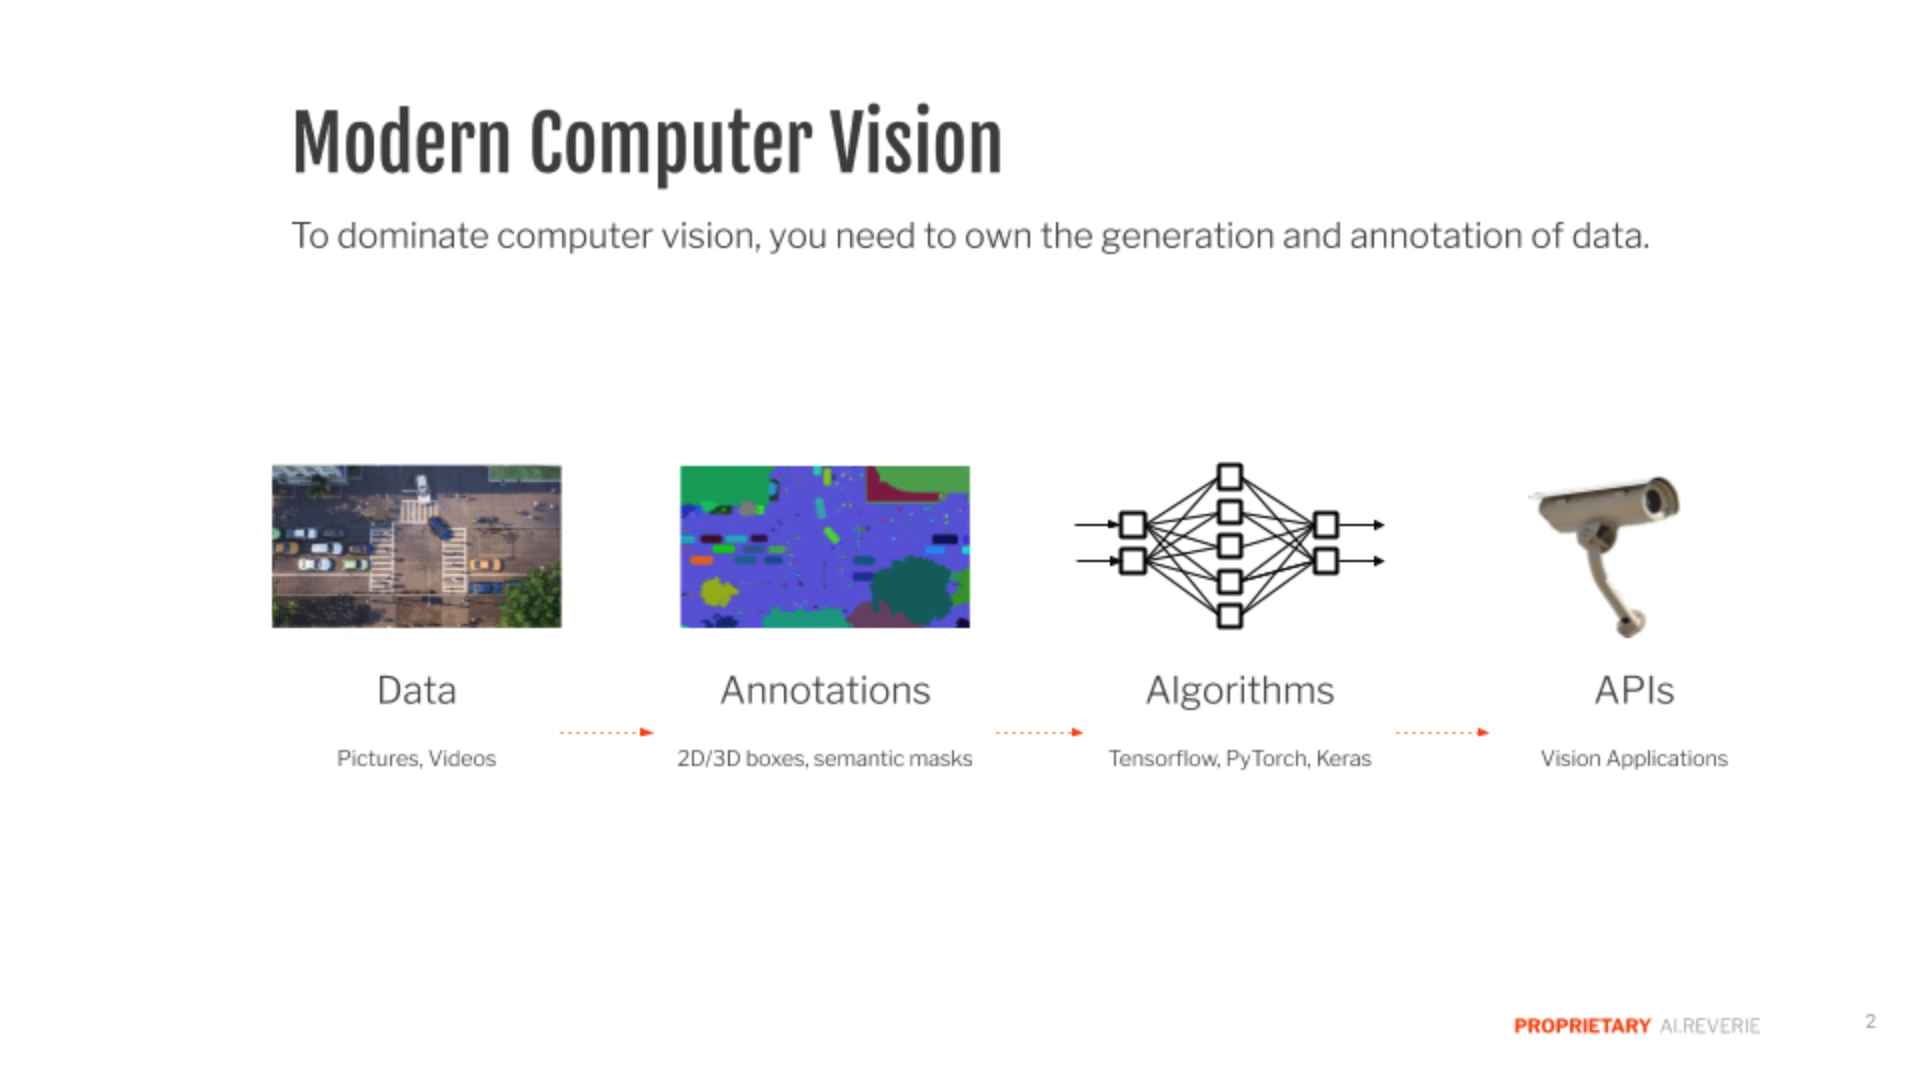 Modern Computer Vision
To dominate computer vision, you need to own the generation and annotation of data.
Data
Annotations
Algorithms
APIs
Pictures, Videos
2D/3D boxes, semantic masks
Tensorflow, PyTorch, Keras
Vision Applications
PROPRIETARY AI.REVERIE
2